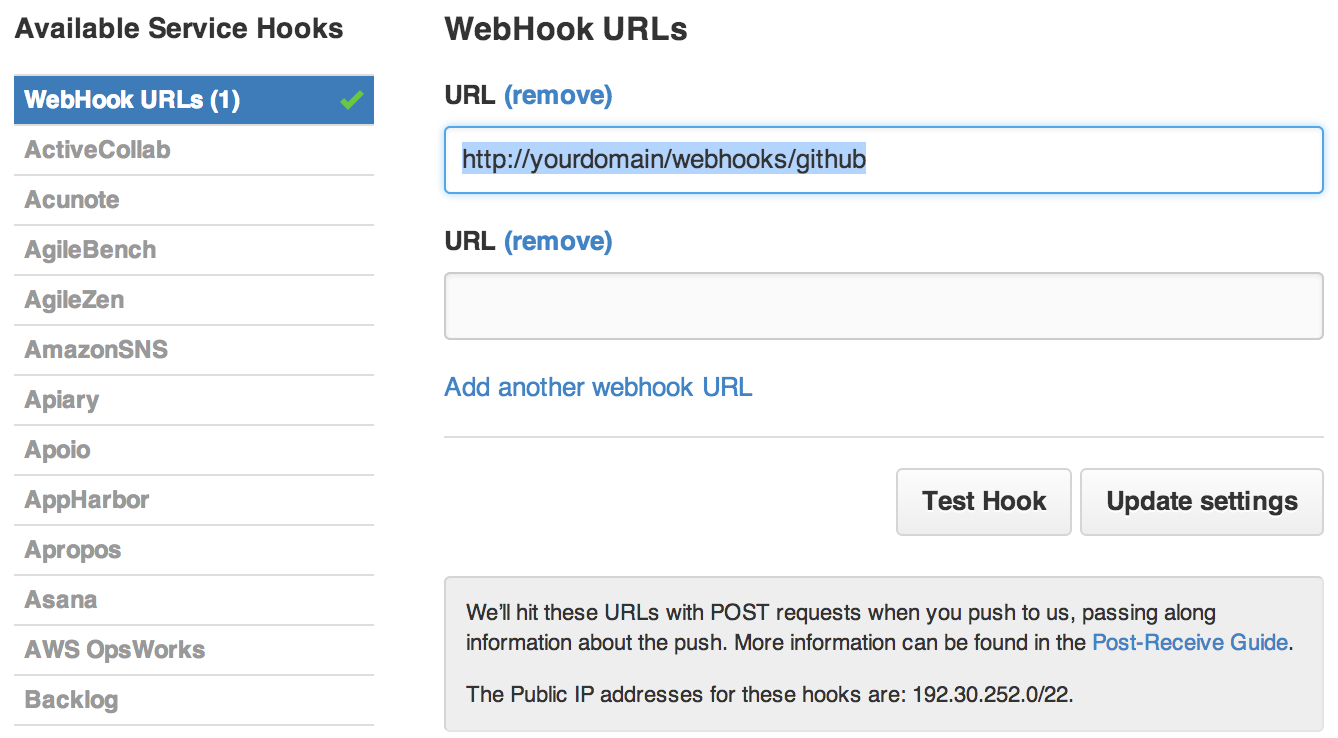 Available Service Hooks
WebHook URLs (1)
ActiveCollab
Acunote
AgileBench
AgileZen
AmazonSNS
Apiary
Apoio
AppHarbor
Apropos
Asana
AWS OpsWorks
Backlog
WebHook URLs
URL (remove)
http://yourdomain/webhooks/github
URL (remove)
Add another webhook URL
Test Hook
Update settings
We'll hit these URLs with POST requests when you push to us, passing along
information about the push. More information can be found in the Post-Receive Guide.
The Public IP addresses for these hooks are: 192.30.252.0/22.